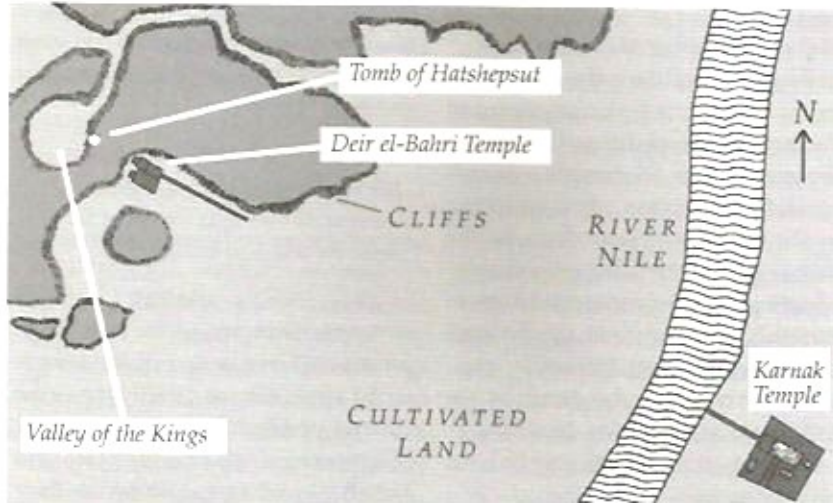 Tomb of Hatshepsut
N
Deir el-Bahri Temple
CLIFFS
RIVER
NILE
Karnak
Temple
Valley of the Kings
CULTIVATED
LAND